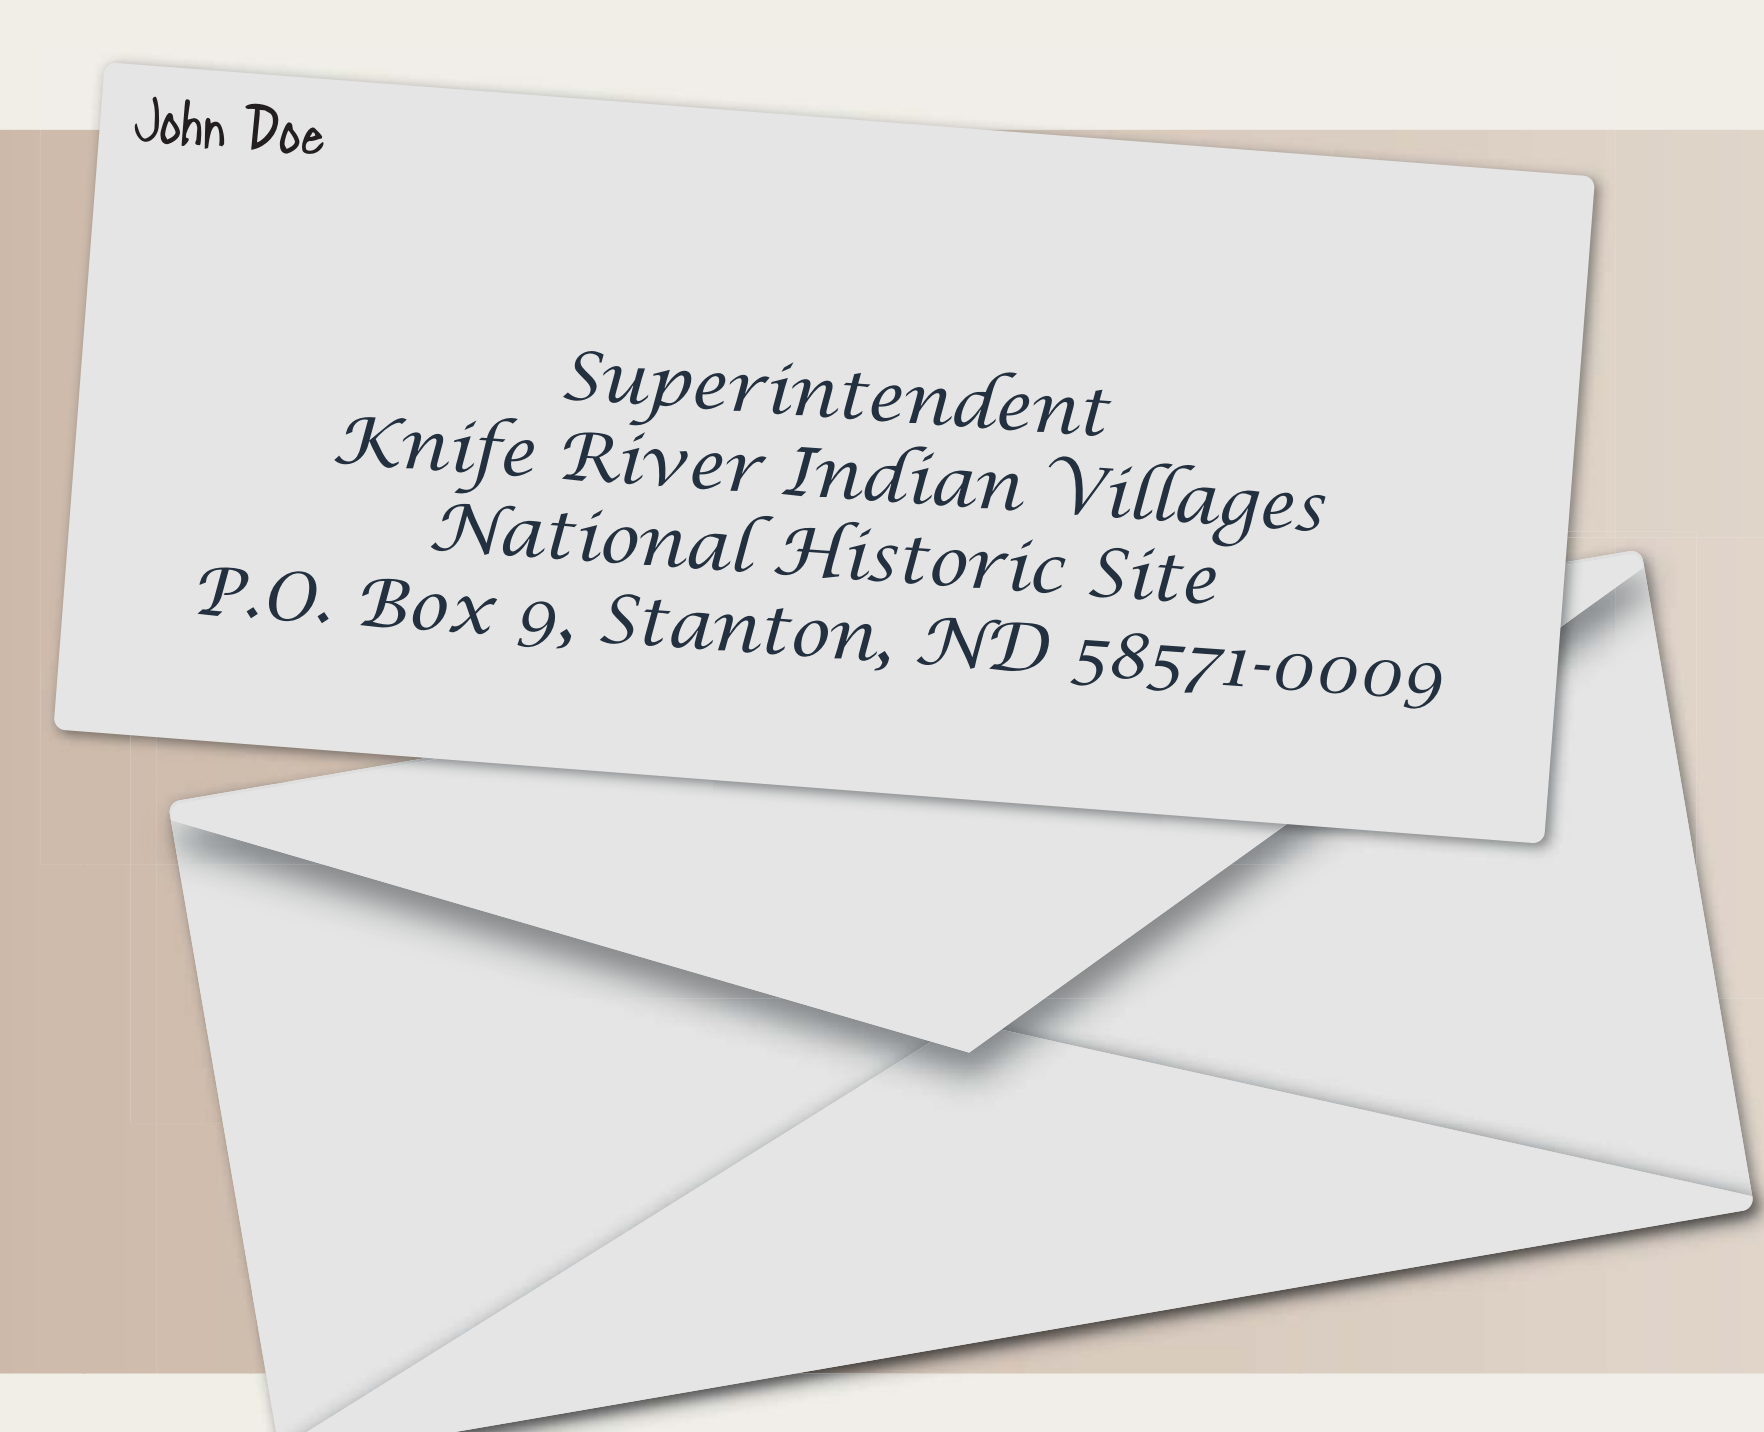 John Doe
Superintendent
Knife River Indian Villages
National Historic Site
P.O. Box 9, Stanton, ND 58571-0009